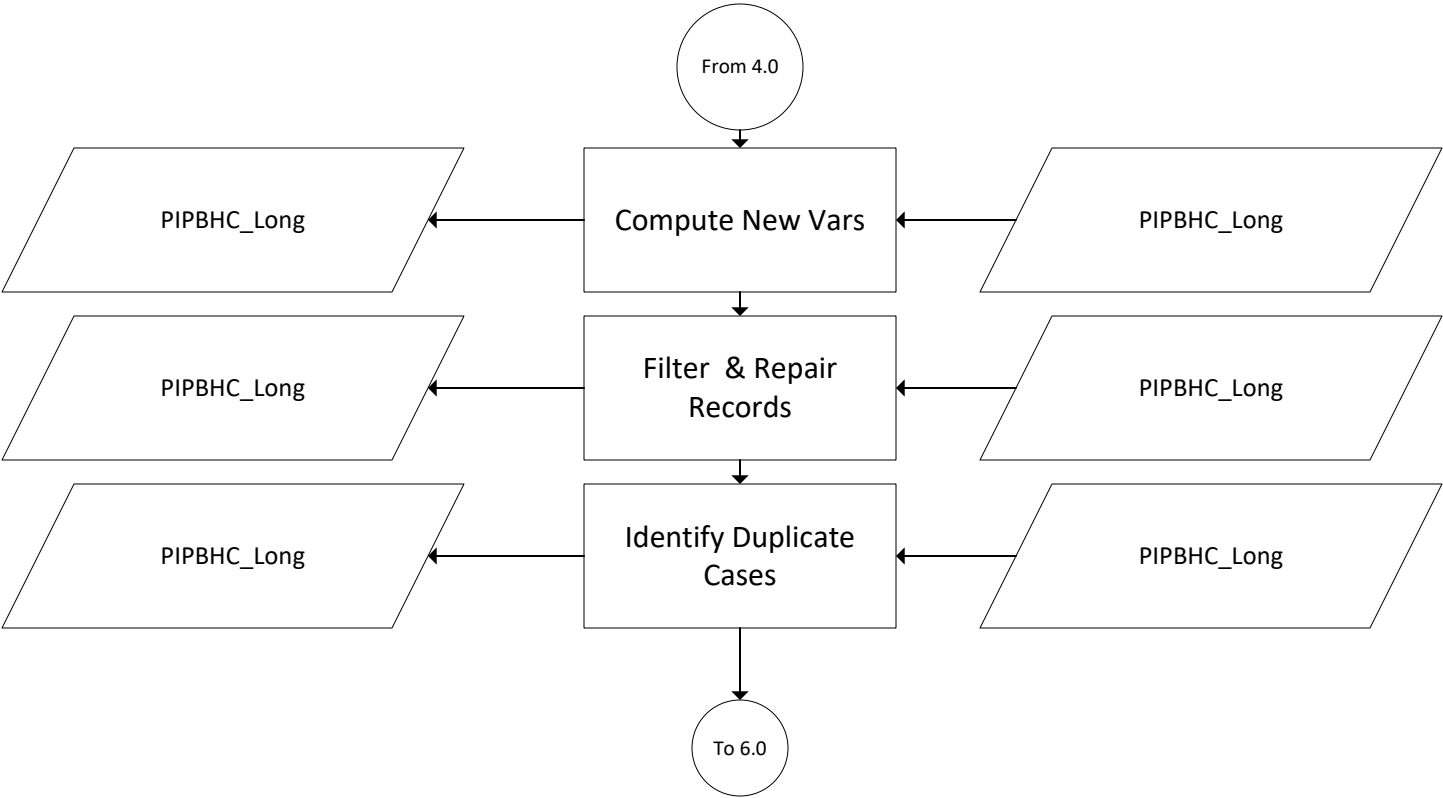 From 4.0
PIPBHC_Long
Compute New Vars
PIPBHC_Long
PIPBHC_Long
Filter & Repair
Records
PIPBHC_Long
PIPBHC_Long
Identify Duplicate
Cases
PIPBHC_Long
To 6.0